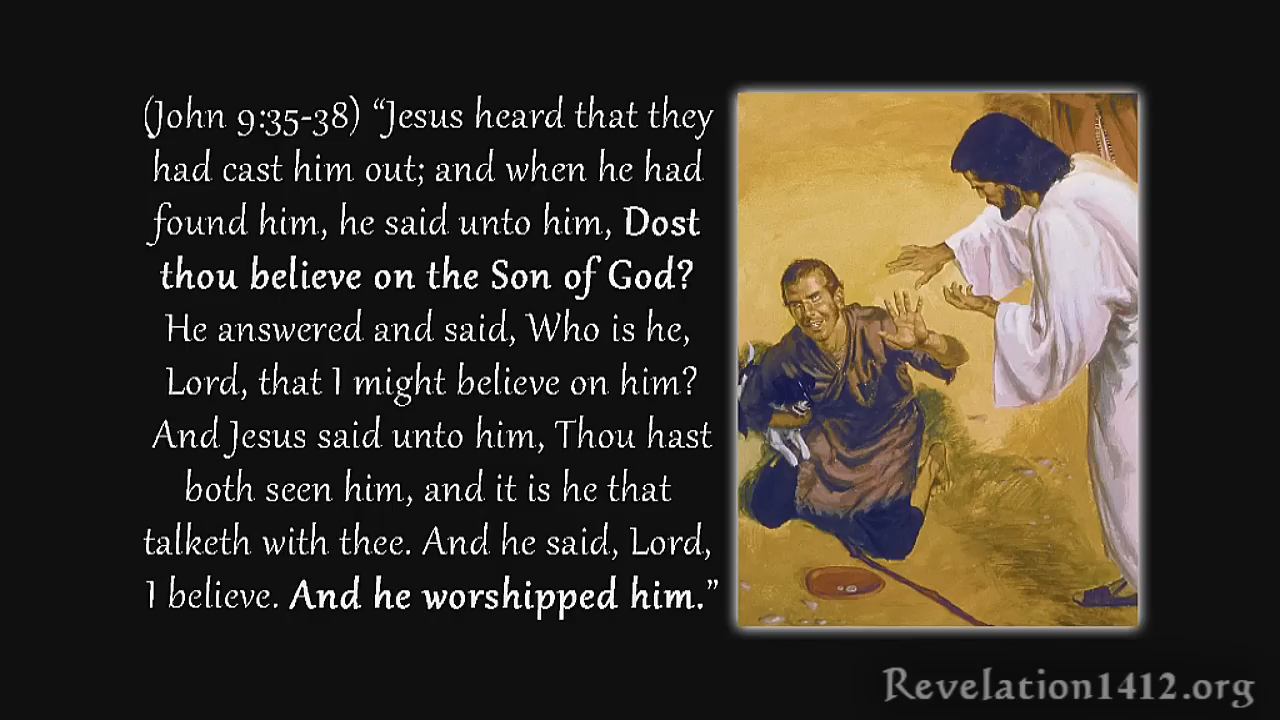 (John 9:35-38) “Jesus heard that they
had cast him out; and when he had
found him, he said unto him, Dost
thou believe on the Son of God?
He answered and said, Who is he,
Lord, that I might believe on him?
And Jesus said unto him, Thou hast
both seen him, and it is he that
talketh with thee. And he said, Lord,
I believe. And he worshipped him.”
Revelation1412.org